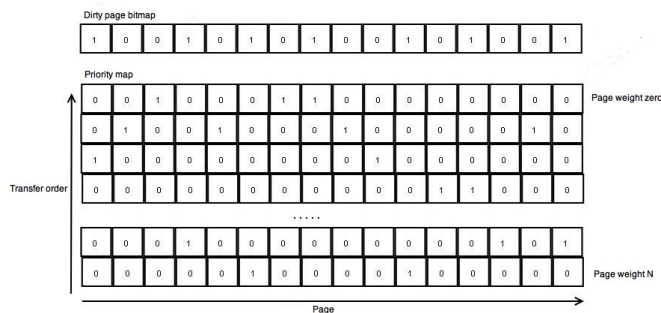 Dirty page bitmap
1 0 0 1 0 1 0 1 0 0 1 0 1 0 0 1
Priority map
0 0 1 0 0 0 1 1 0 0 0 0 0 0 0 0 Page weight zero
0 1 0 0 1 0 0 0 1 0 0 0 0 0 1 0
1 0 0 0 0 0 0 0 0 1 0 0 0 0 0 0
Transfer order 0 0 0 0 0 0 0 0 0 0 0 1 1 0 0 0
. . . . .
0 0 0 1 0 0 0 0 0 0 0 0 0 1 0 1
0 0 0 0 0 1 0 0 0 0 1 0 0 0 0 0 Page weight N
Page